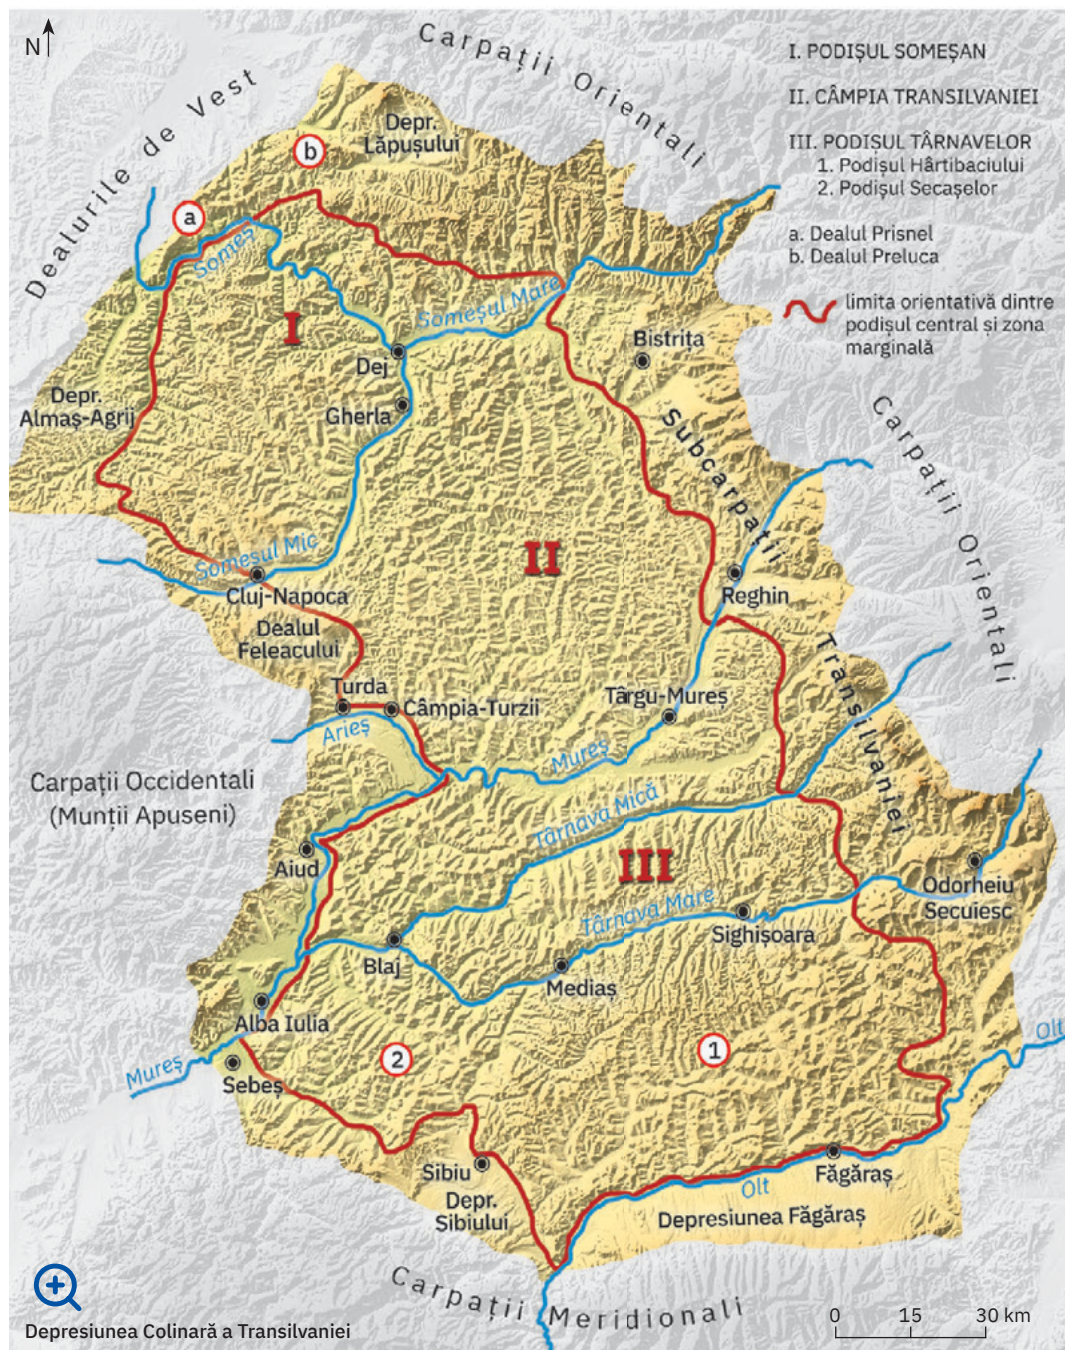 N
Carpații Orientali
I. PODIȘUL SOMEȘAN
II. CÂMPIA TRANSILVANIEI
III. PODIȘUL TÂRNAVELOR
1. Podișul Hârtibaciului
2. Podișul Secașelor
a. Dealul Prisnel
b. Dealul Preluca
limita orientativă dintre
podișul central și zona
marginală
Dealurile de Vest
Depr.
Lăpușului
b
a
Someș
Someșul Mare
I
Bistrița
Dej
Depr.
Almaș-Agrij
Gherla
Subcarpații
Transilvaniei
Carpații Orientali
II
Someșul Mic
Cluj-Napoca
Reghin
Dealul
Feleacului
Turda
Câmpia-Turzii
Târgu-Mureș
Arieș
Mureș
Carpații Occidentali
(Munții Apuseni)
Târnava Mică
III
Aiud
Târnava Mare
Odorheiu
Secuiesc
Sighișoara
Blaj
Mediaș
Alba Iulia
2
1
Olt
Mureș
Sebeș
Sibiu
Depr.
Sibiului
Făgăraș
Olt
Depresiunea Făgăraș
Carpații Meridionali
0 15 30 km
Depresiunea Colinară a Transilvaniei